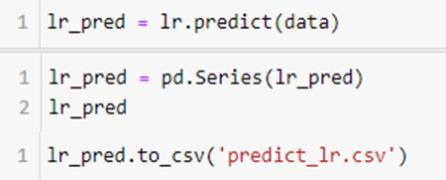 1 lr_pred = lr.predict(data)
1 lr_pred = pd.Series(lr_pred)
2 lr_pred
1 lr_pred.to_csv('predict_lr.csv')